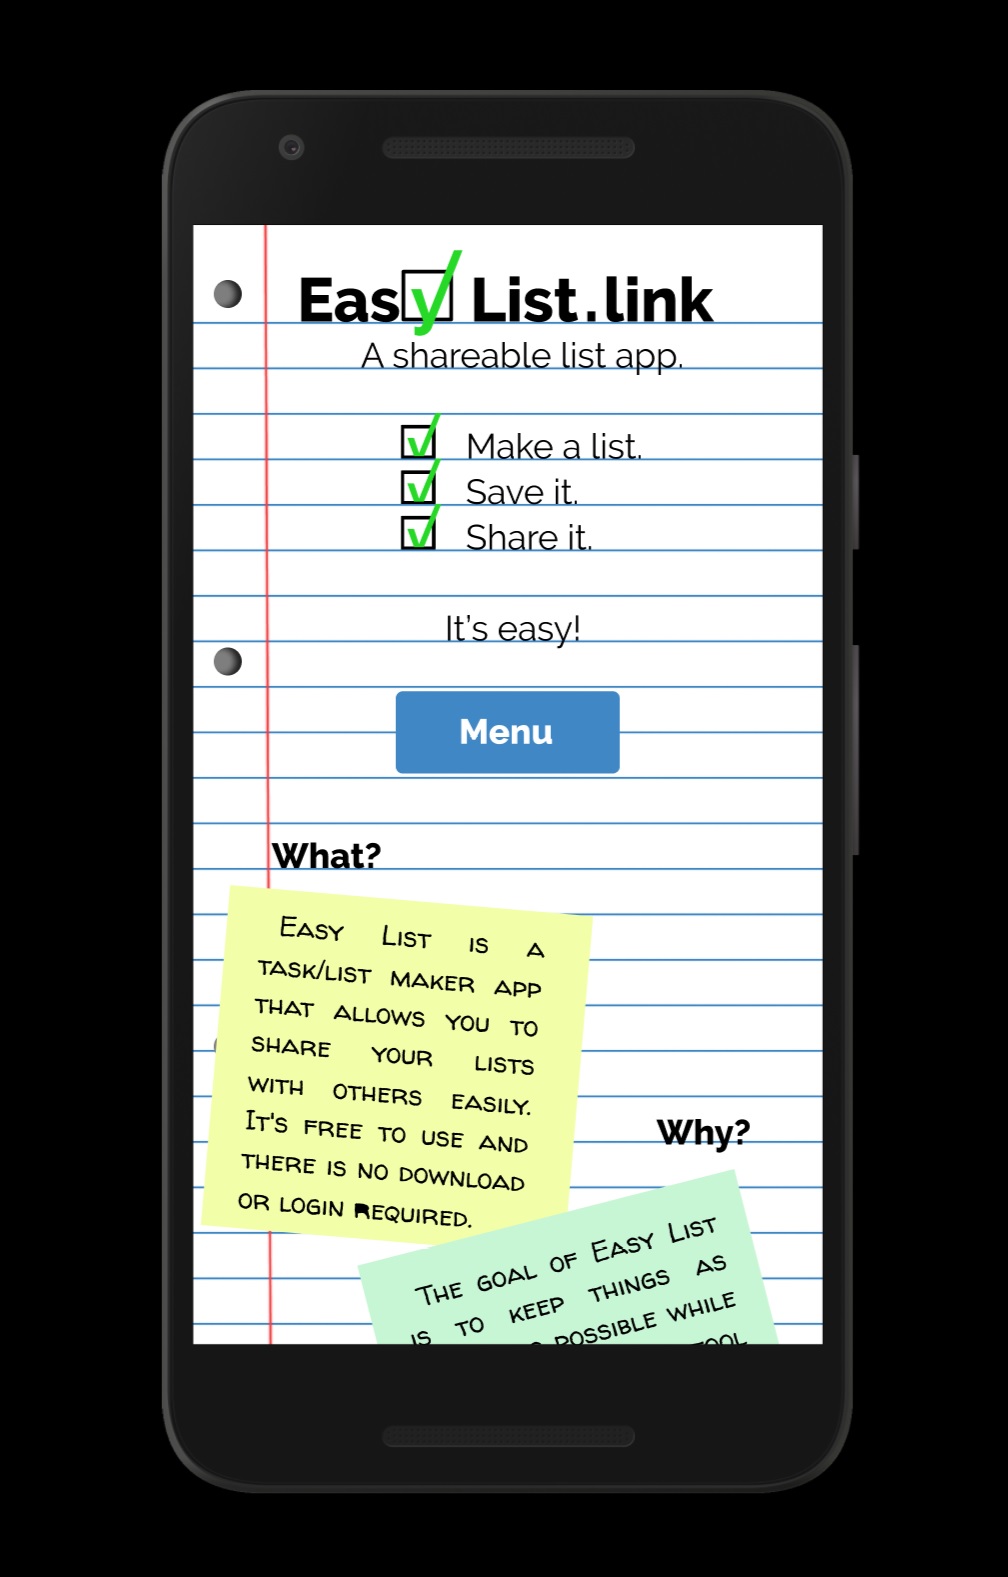 Easy List.link
A shareable list app.
Make a list.
Save it.
Share it.
It's easy!
Menu
What?
Easy List is a
task/list maker app
that allows you to
share your lists
with others easily.
It's free to use and
there is no download
or login required.
Why?
The goal of Easy List
is to keep things as
possible while
tool